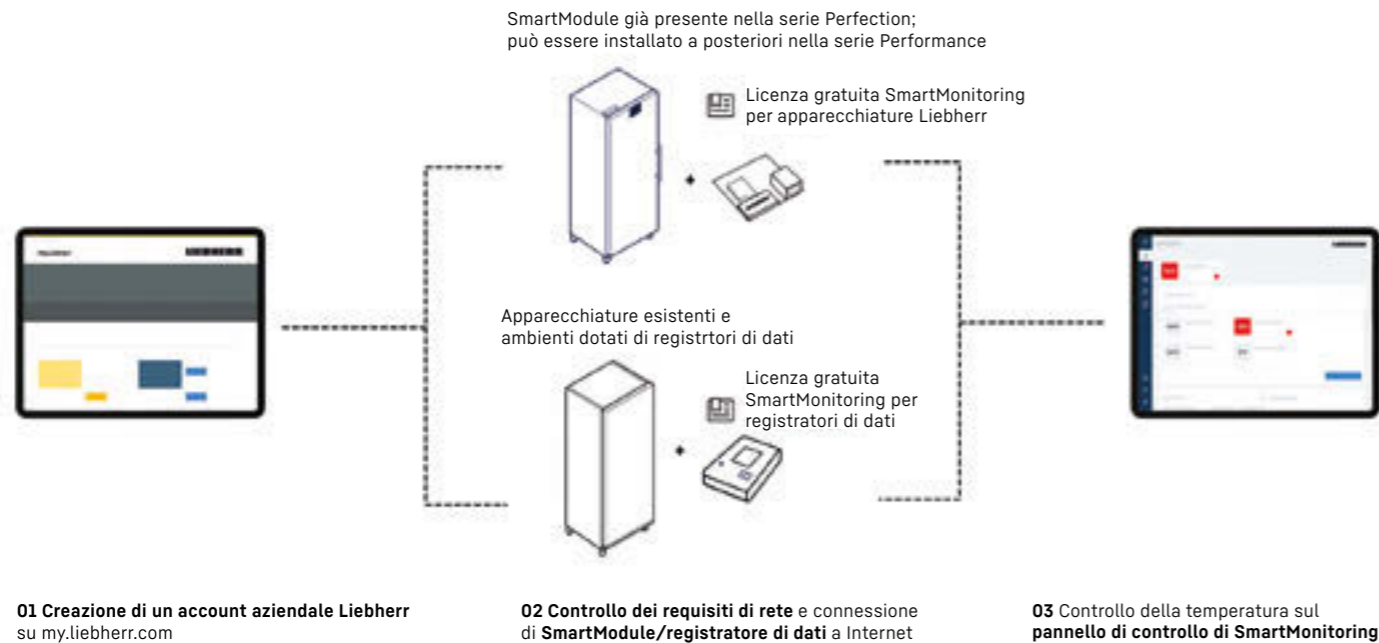 SmartModule già presente nella serie Perfection;
può essere installato a posteriori nella serie Performance
Licenza gratuita SmartMonitoring
per apparecchiature Liebherr
Apparecchiature esistenti e
ambienti dotati di registrtori di dati
Licenza gratuita
SmartMonitoring per
registratori di dati
01 Creazione di un account aziendale Liebherr
su my.liebherr.com
02 Controllo dei requisiti di rete e connessione
di SmartModule/registratore di dati a Internet
03 Controllo della temperatura sul
pannello di controllo di SmartMonitoring